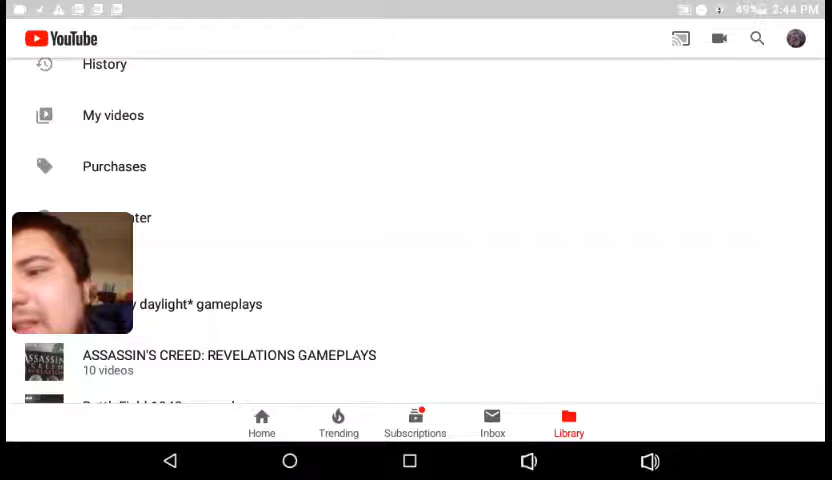 49% 2:44 PM
YouTube
History
My videos
Purchases
ter
daylight* gameplays
ASSASSIN'S CREED: REVELATIONS GAMEPLAYS
10 videos
Home
Trending
Subscriptions
Inbox
Library